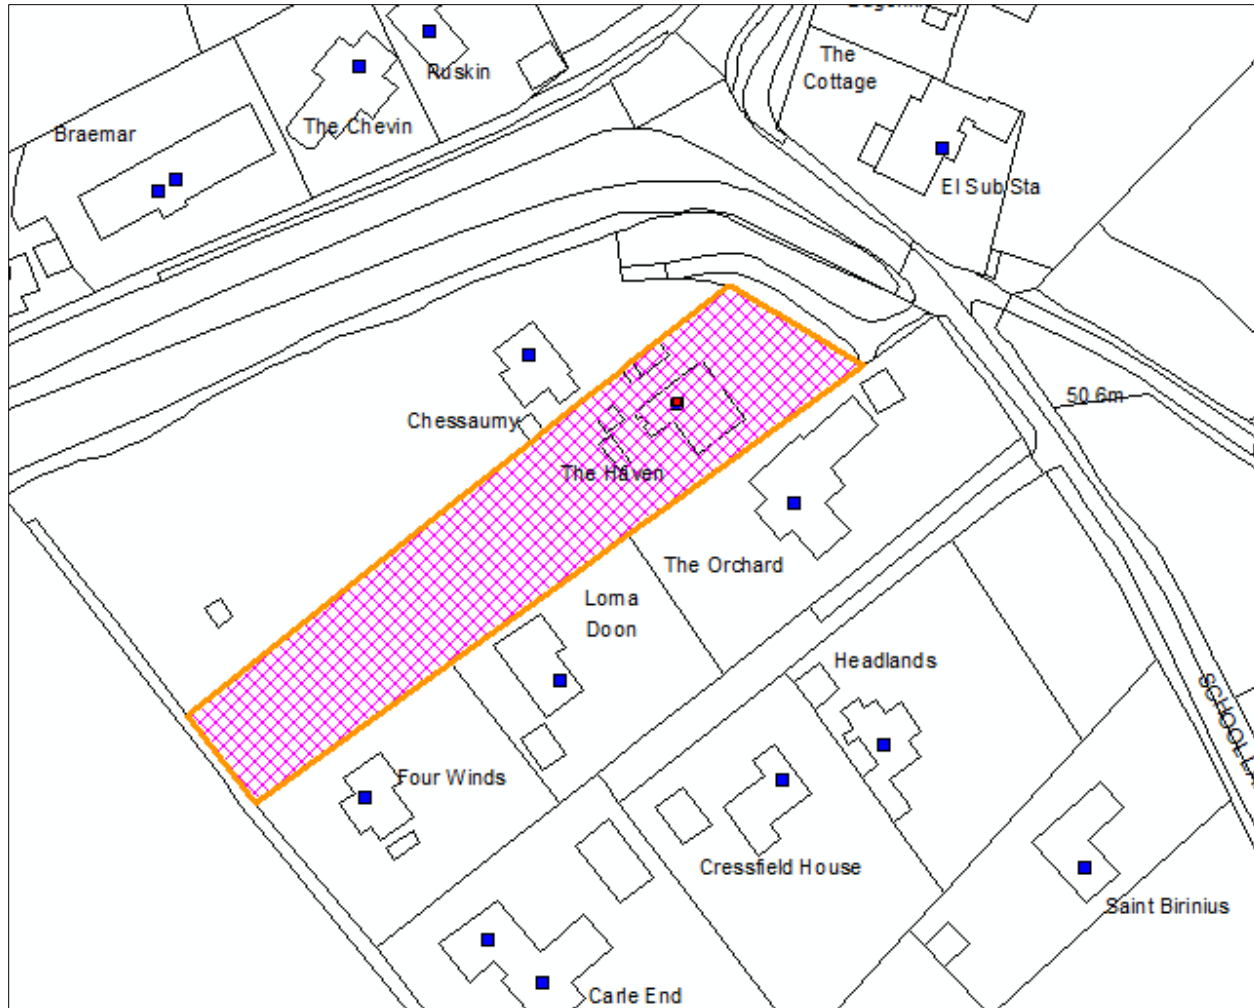 The
Cottage
Ruskin
The Chevin
Braemar
El Sub Sta
50.6m
Chessaumy
The Haven
The Orchard
Lorna
Doon
Headlands
SCHOOL LA
Four Winds
Cressfield House
Saint Birinius
Carle End